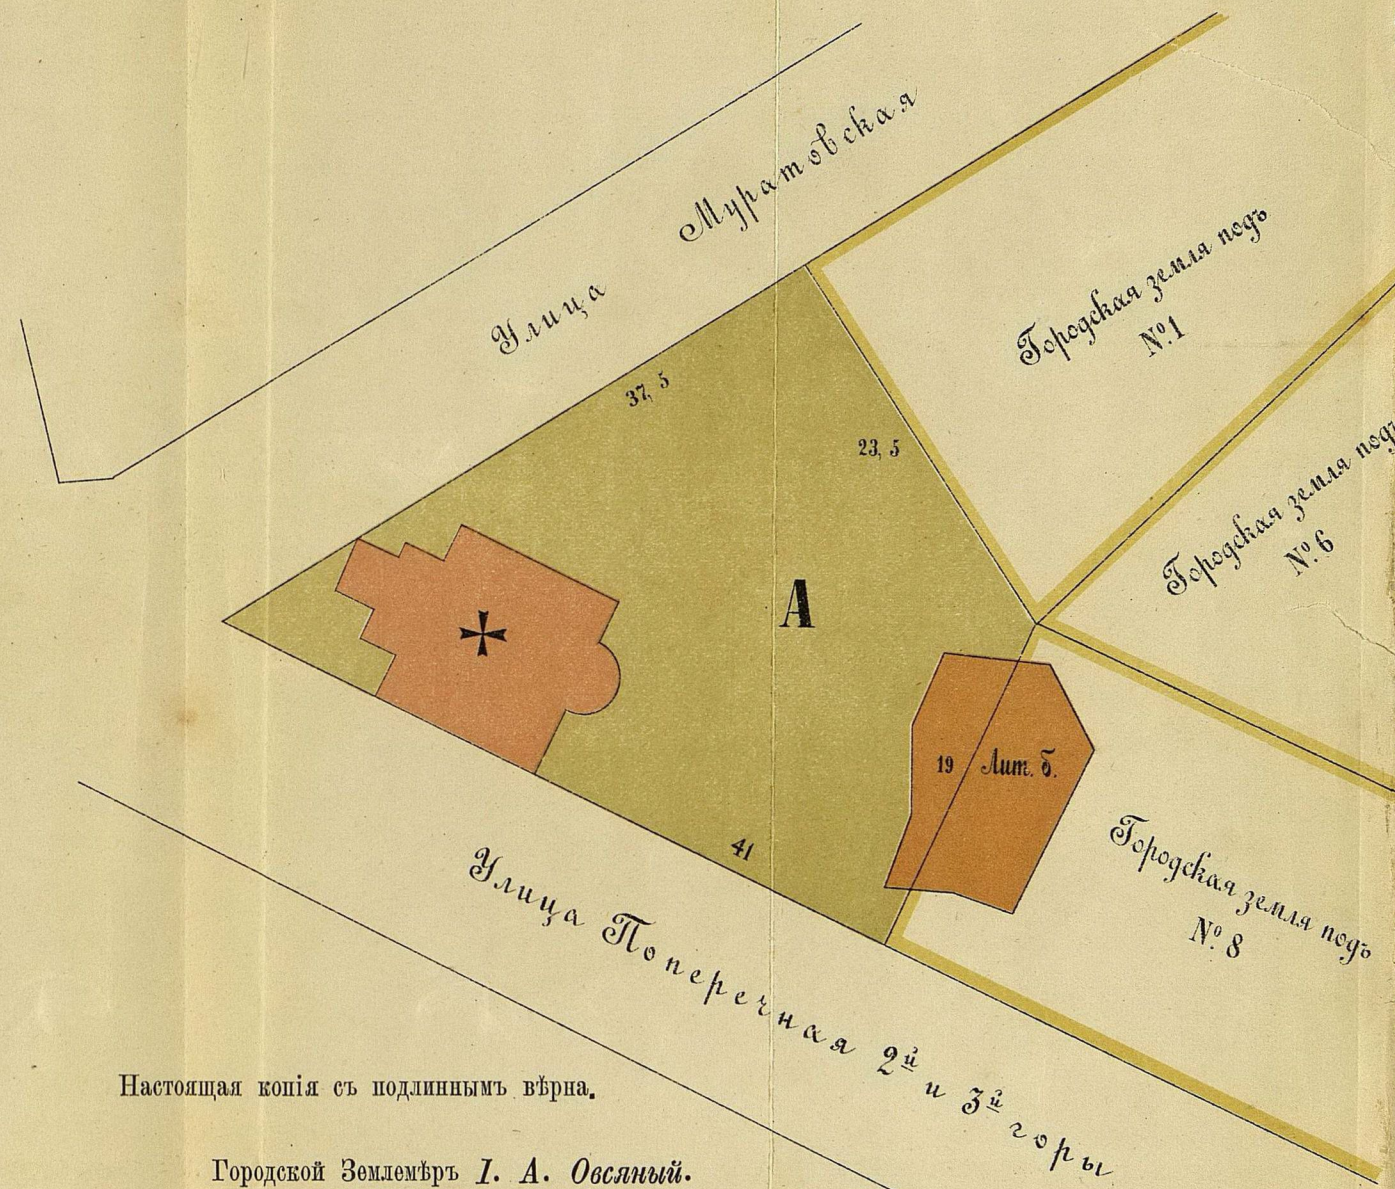 Улица Муратовская
Городская земля подъ
№ 1
37, 5
23, 5
Городская земля подъ
№ 6
А
19 Лит. б.
41
Городская земля подъ
№ 8
Улица Поперечная 2й и 3й горы
Настоящая копія съ подлиннымъ вѣрна.
Городской Землемѣръ І. А. Овсяный.